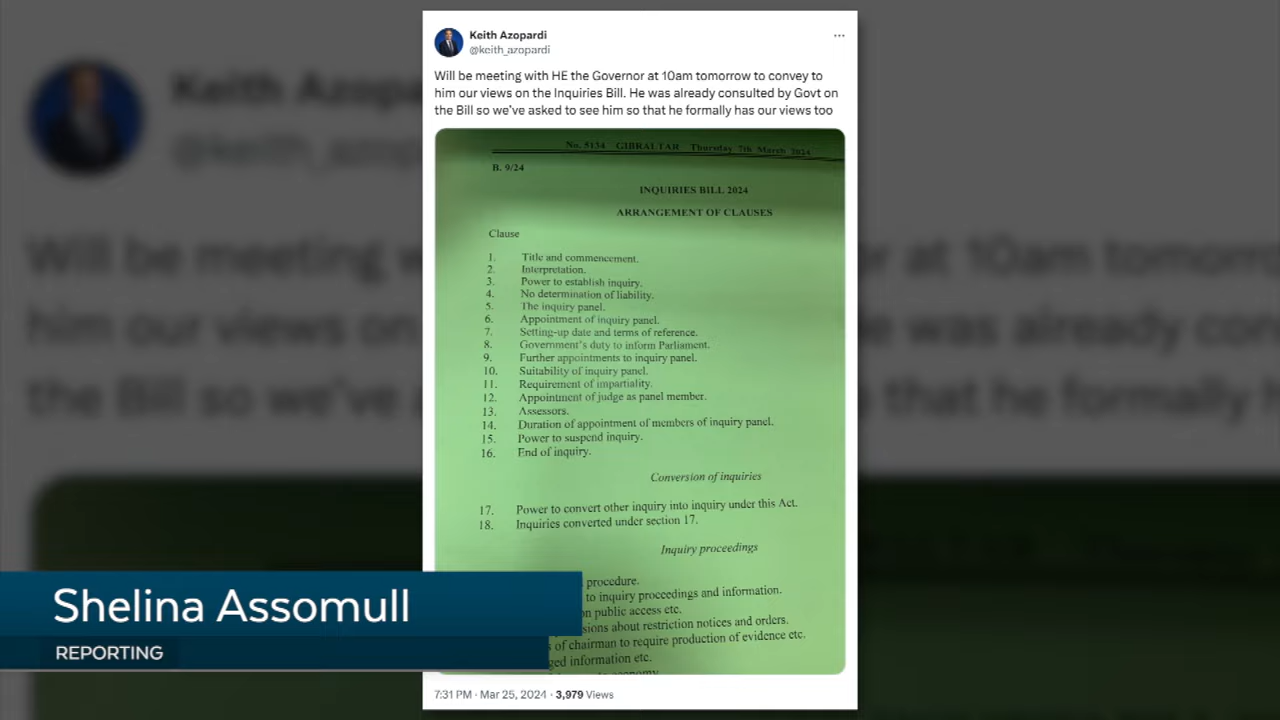 Keith Azopardi
@keith_azopardi
Will be meeting with HE the Governor at 10am tomorrow to convey to
him our views on the Inquiries Bill. He was already consulted by Govt on
the Bill so we've asked to see him so that he formally has our views too
No. 5134 GIBRALTAR Thursday 7th March 2024
B. 9/24
INQUIRIES BILL 2024
ARRANGEMENT OF CLAUSES
Clause
1. Title and commencement.
2. Interpretation.
3. Power to establish inquiry.
4. No determination of liability.
5. The inquiry panel.
6. Appointment of inquiry panel.
7. Setting-up date and terms of reference.
8. Government's duty to inform Parliament.
9. Further appointments to inquiry panel.
10. Suitability of inquiry panel.
11. Requirement of impartiality.
12. Appointment of judge as panel member.
13. Assessors.
14. Duration of appointment of members of inquiry panel.
15. Power to suspend inquiry.
16. End of inquiry.
Conversion of inquiries
17. Power to convert other inquiry into inquiry under this Act.
18. Inquiries converted under section 17.
Inquiry proceedings
procedure.
to inquiry proceedings and information.
public access etc.
about restriction notices and orders.
of chairman to require production of evidence etc.
information etc.
7:31 PM · Mar 25, 2024 · 3,979 Views
Shelina Assomull
REPORTING